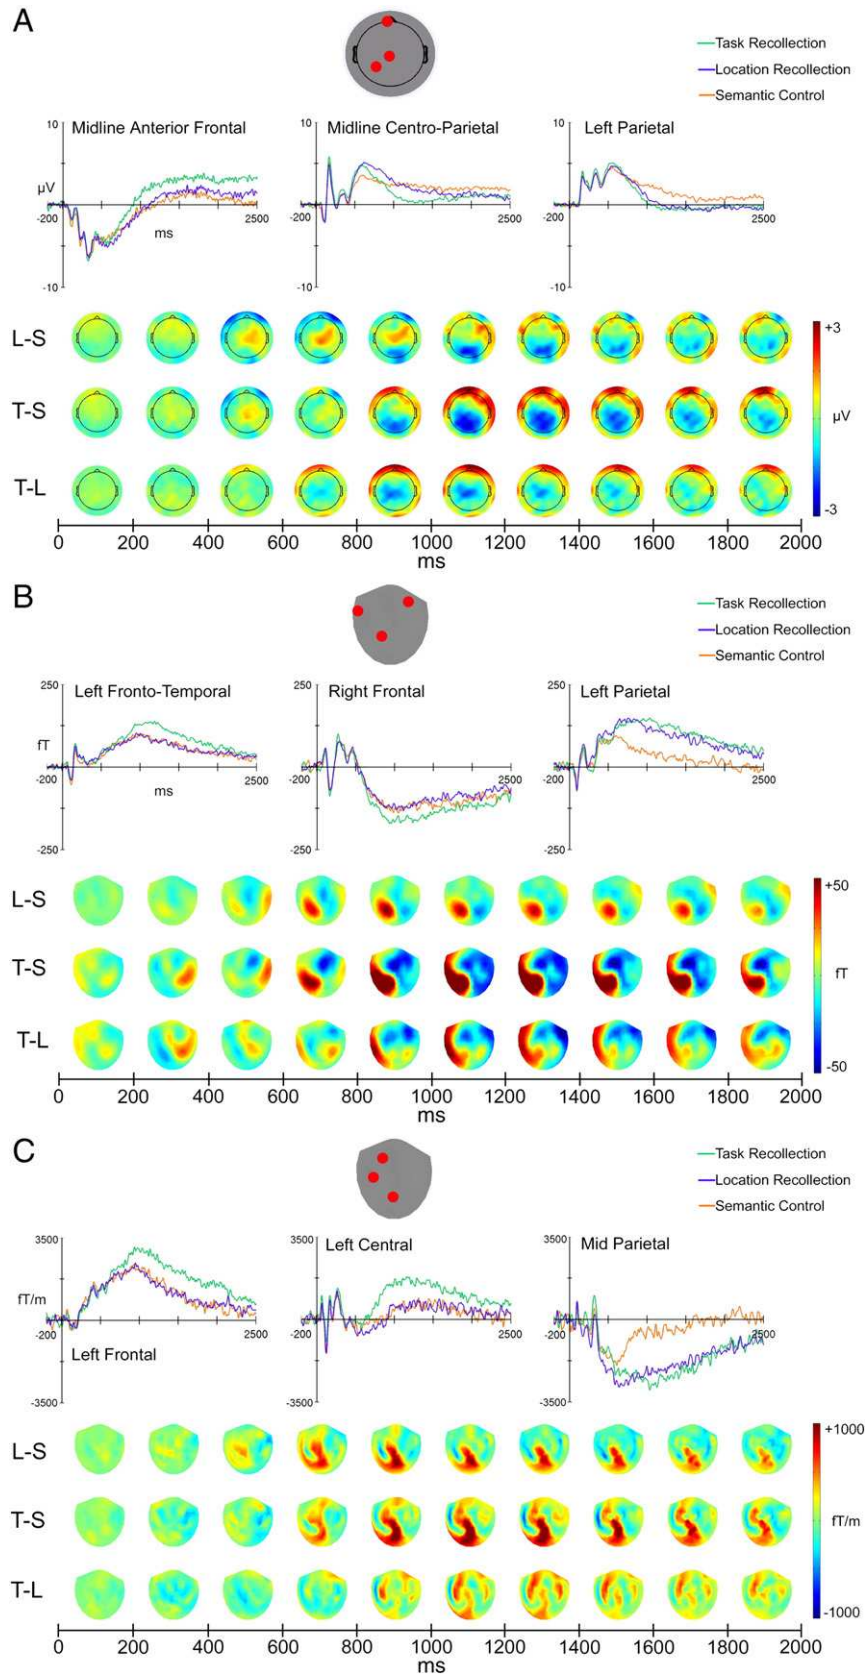 A
Task Recollection
Location Recollection
Semantic Control
10 Midline Anterior Frontal 10 Midline Centro-Parietal 10 Left Parietal
µV
-200 2500 -200 2500 -200 2500
ms
-10 -10 -10
L-S
+3
T-S
µV
T-L
-3
0 200 400 600 800 1000 1200 1400 1600 1800 2000
ms
B
Task Recollection
Location Recollection
Semantic Control
250 Left Fronto-Temporal 250 Right Frontal 250 Left Parietal
fT
-200 2500 -200 2500 -200 2500
ms
-250 -250 -250
L-S
+50
T-S
fT
T-L
-50
0 200 400 600 800 1000 1200 1400 1600 1800 2000
ms
C
Task Recollection
Location Recollection
Semantic Control
3500 3500 Left Central 3500 Mid Parietal
fT/m
-200 2500 -200 2500 -200 2500
Left Frontal
-3500 -3500 -3500
L-S
+1000
T-S
fT/m
T-L
-1000
0 200 400 600 800 1000 1200 1400 1600 1800 2000
ms